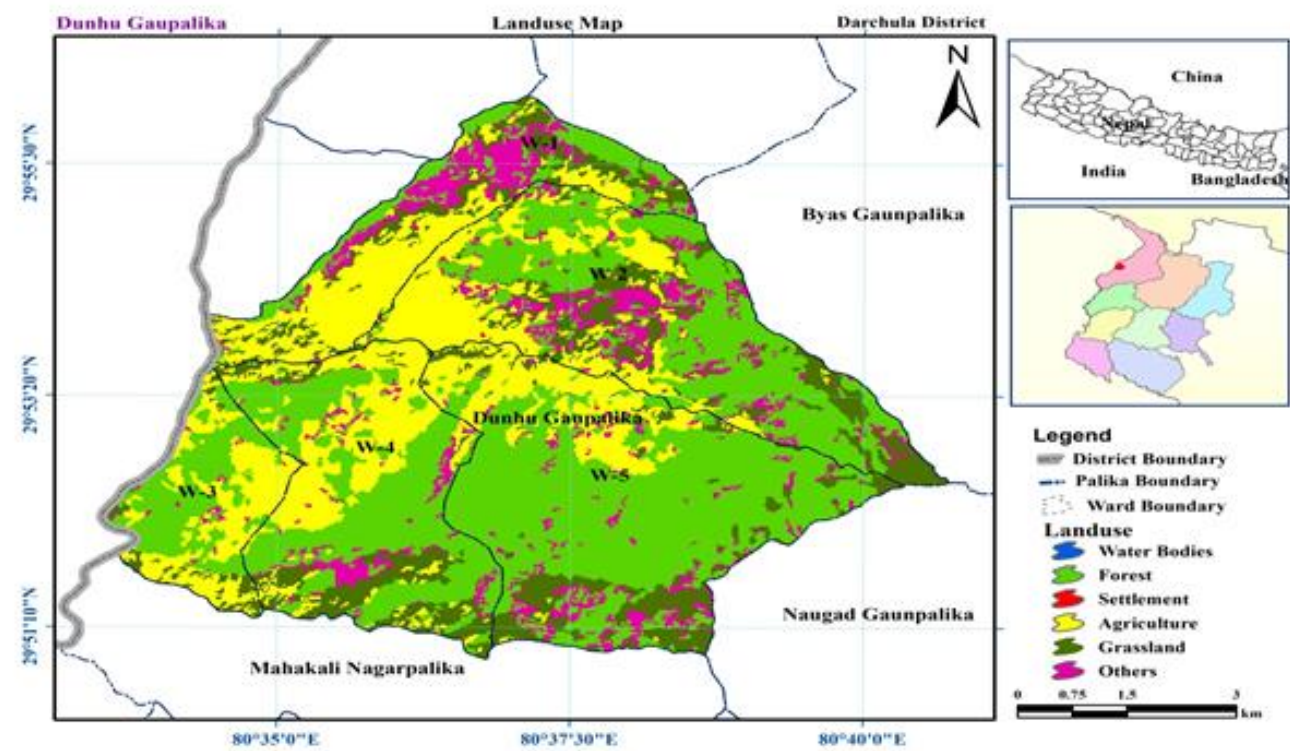 Dunhu Gaupalika
Landuse Map
Darchula District
N
W-1
W-2
W-3
W-4
W-5
Dunhu Gaupalika
Byas Gaunpalika
Naugad Gaunpalika
Mahakali Nagarpalika
29°55'30"N
29°53'20"N
29°51'10"N
80°35'0"E
80°37'30"E
80°40'0"E
China
Nepal
India
Bangladesh
Legend
District Boundary
Palika Boundary
Ward Boundary
Landuse
Water Bodies
Forest
Settlement
Agriculture
Grassland
Others
0 0.75 1.5 3
km